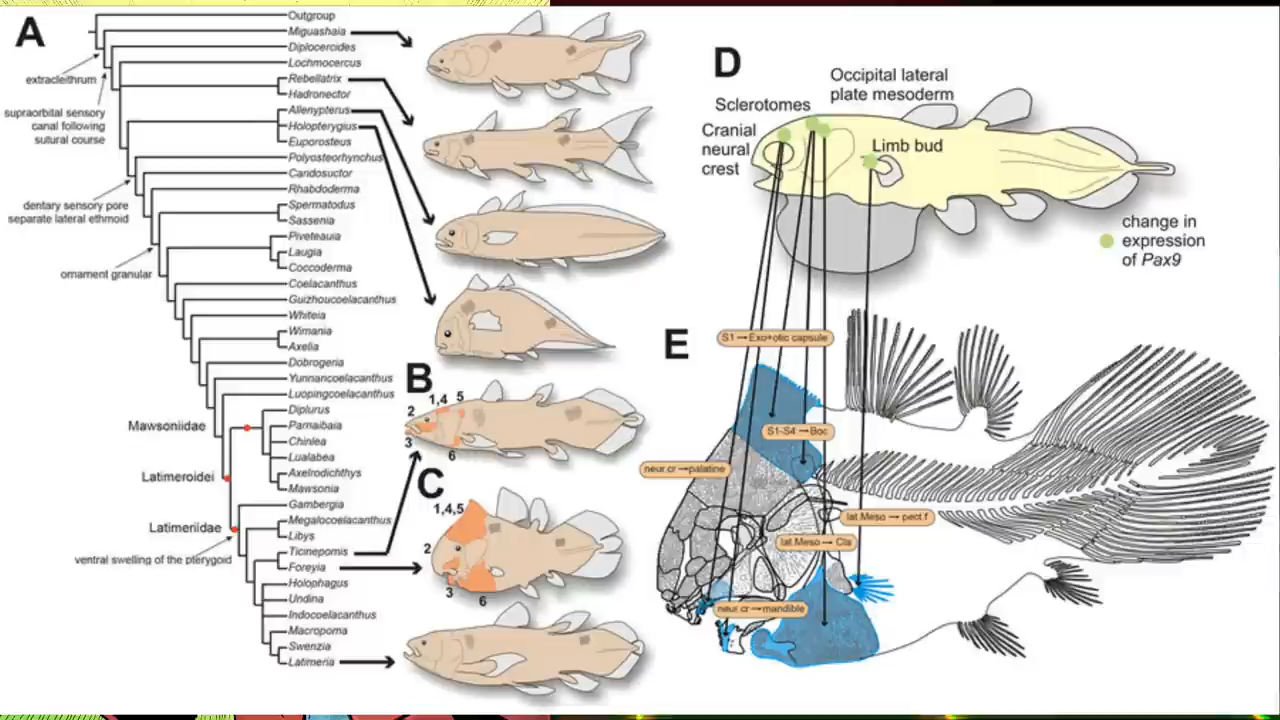 A
Outgroup
Miguashaia
Diplocercides
Lochmocercus
Rebellatrix
Hadronector
Allenypterus
Holopterygius
Euporosteus
Polyosteorhynchus
Caridosuctor
Rhabdoderma
Spermatodus
Sassenia
Piveteauia
Laugia
Coccoderma
Coelacanthus
Guizhoucoelacanthus
Whiteia
Wimania
Axelia
Dobrogeria
Yunnancoelacanthus
Luopingcoelacanthus
Diplurus
Parnaibaia
Chinlea
Lualabea
Axelrodichthys
Mawsonia
Gambergia
Megalocoelacanthus
Libys
Ticinepomis
Foreyia
Holophagus
Undina
Indocoelacanthus
Macropoma
Swenzia
Latimeria
extracleithrum
supraorbital sensory
canal following
sutural course
dentary sensory pore
separate lateral ethmoid
ornament granular
Mawsoniidae
Latimeroidei
Latimeriidae
ventral swelling of the pterygoid
B
1,4
5
2
3
6
C
1,4,5
2
3
6
D
Occipital lateral
plate mesoderm
Sclerotomes
Cranial
neural
crest
Limb bud
change in
expression
of Pax9
E
S1→Exo+otic capsule
S1-S4→Boc
neur.cr→palatine
lat.Meso→pect.f
lat.Meso→Cla
neur.cr→mandible